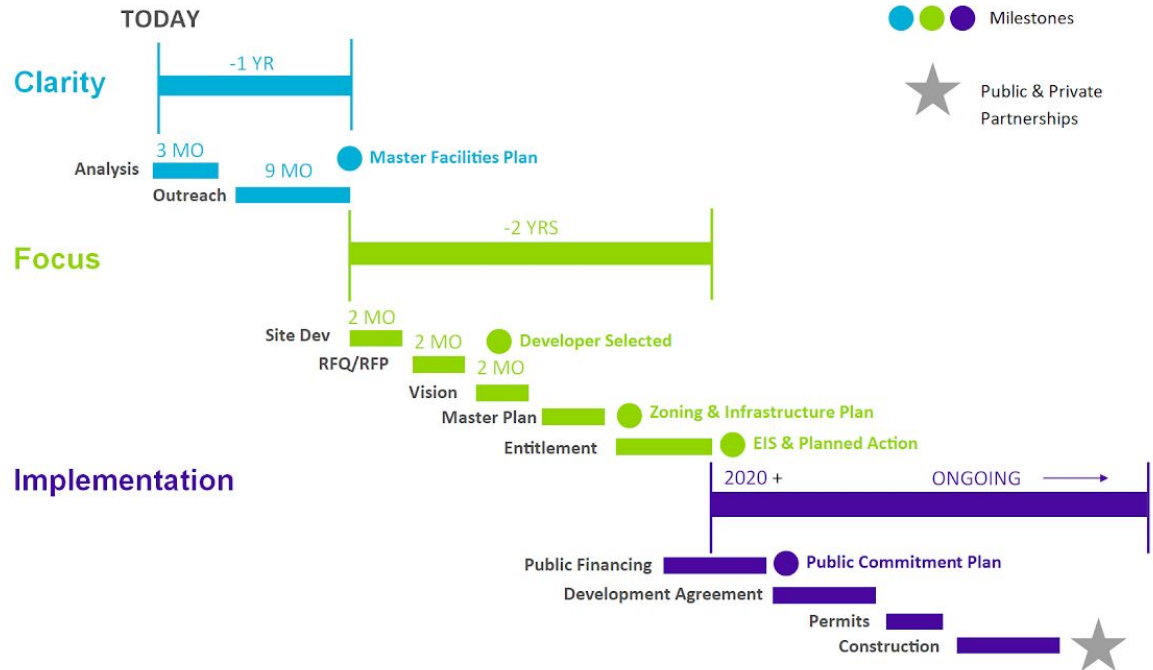 TODAY
Milestones
-1 YR
Clarity
Public & Private
Partnerships
3 MO
Analysis
9 MO
Master Facilities Plan
Outreach
-2 YRS
Focus
2 MO
Site Dev
2 MO
Developer Selected
RFQ/RFP
2 MO
Vision
Master Plan
Zoning & Infrastructure Plan
Entitlement
EIS & Planned Action
Implementation
2020 +
ONGOING
Public Financing
Public Commitment Plan
Development Agreement
Permits
Construction